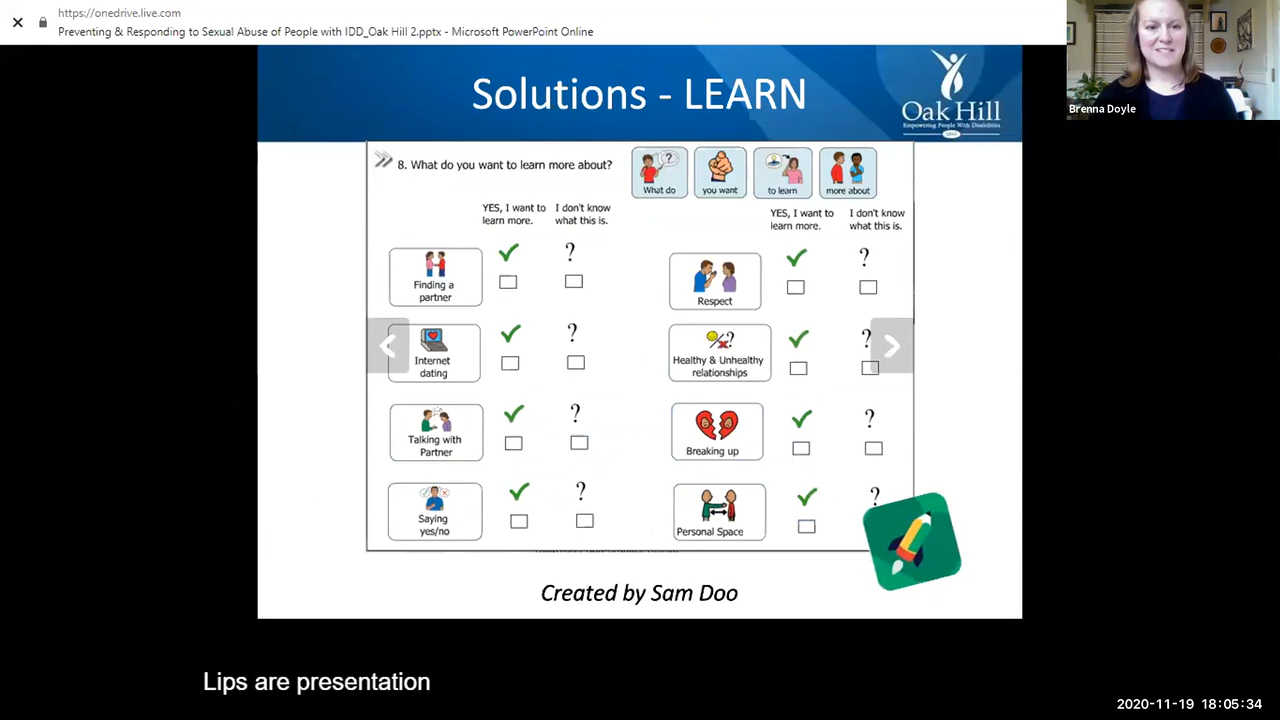 https://onedrive.live.com
Preventing & Responding to Sexual Abuse of People with IDD_Oak Hill 2.pptx - Microsoft PowerPoint Online
Brenna Doyle
Solutions - LEARN
Oak Hill
Empowering People With Disabilities
8. What do you want to learn more about?
What do
you want
to learn
more about
YES, I want to
learn more.
I don't know
what this is.
YES, I want to
learn more.
I don't know
what this is.
Finding a
partner
?
Respect
?
Internet
dating
?
Healthy & Unhealthy
relationships
?
Talking with
Partner
?
Breaking up
?
Saying
yes/no
?
Personal Space
?
Created by Sam Doo
Lips are presentation
2020-11-19 18:05:34